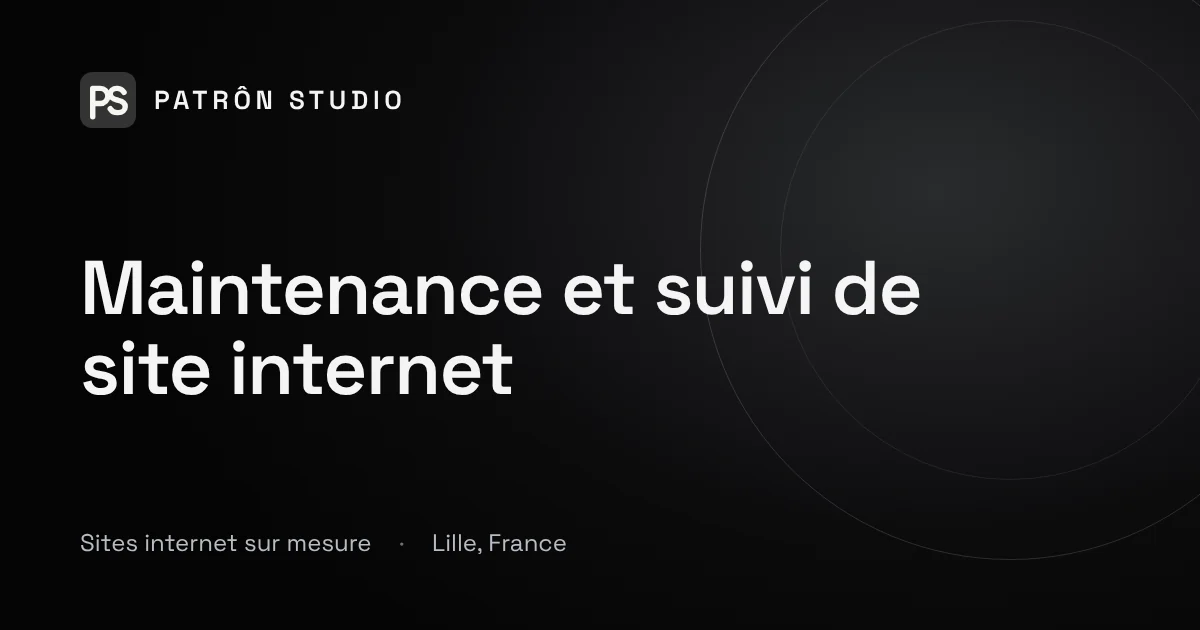 PS PATRÔN STUDIO
Maintenance et suivi de
site internet
Sites internet sur mesure · Lille, France